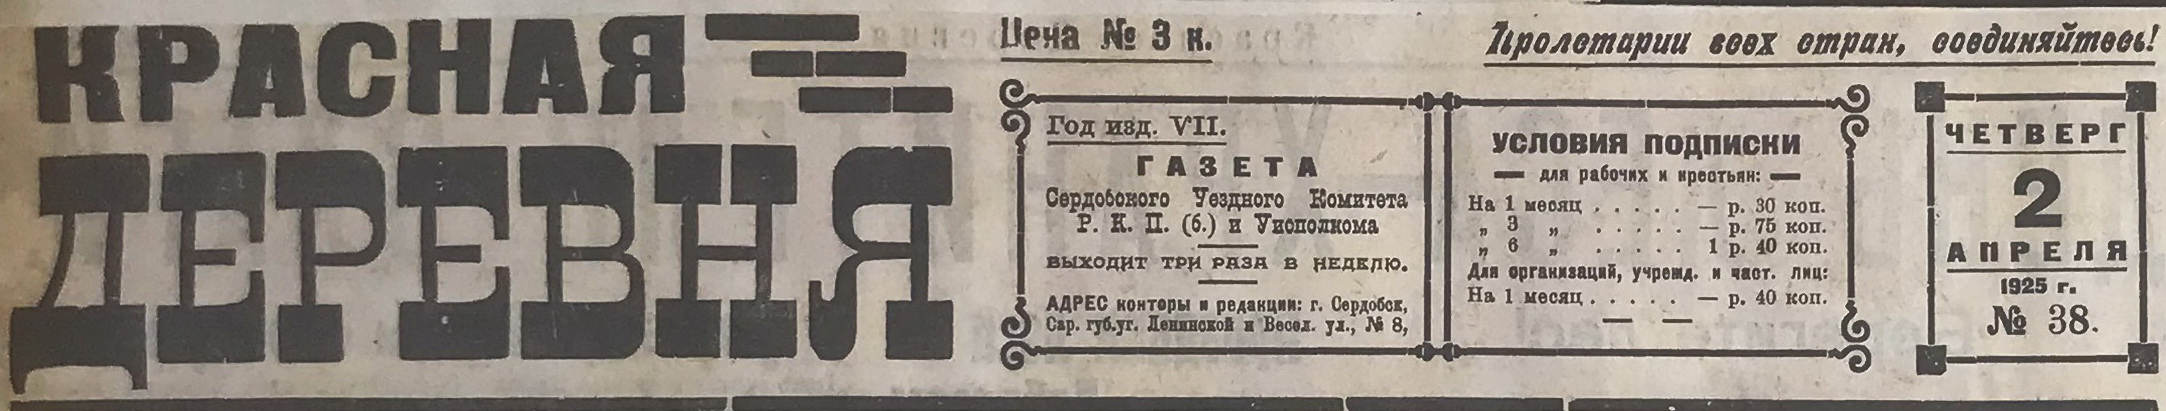 КРАСНАЯ
ДЕРЕВНЯ
Цена № 3 к.
Пролетарии всех стран, соединяйтесь!
Год изд. VII.
ГАЗЕТА
Сердобского Уездного Комитета
Р. К. П. (б.) и Уисполкома
ВЫХОДИТ ТРИ РАЗА В НЕДЕЛЮ.
АДРЕС конторы и редакции: г. Сердобск,
Сар. губ.уг. Ленинской и Весел. ул., № 8,
УСЛОВИЯ ПОДПИСКИ
— для рабочих и крестьян: —
На 1 месяц . . . . . — р. 30 коп.
„ 3 „ . . . . . — р. 75 коп.
„ 6 „ . . . . . 1 р. 40 коп.
Для организаций, учрежд. и част. лиц:
На 1 месяц . . . . . — р. 40 коп.
ЧЕТВЕРГ
2
АПРЕЛЯ
1925 г.
№ 38.